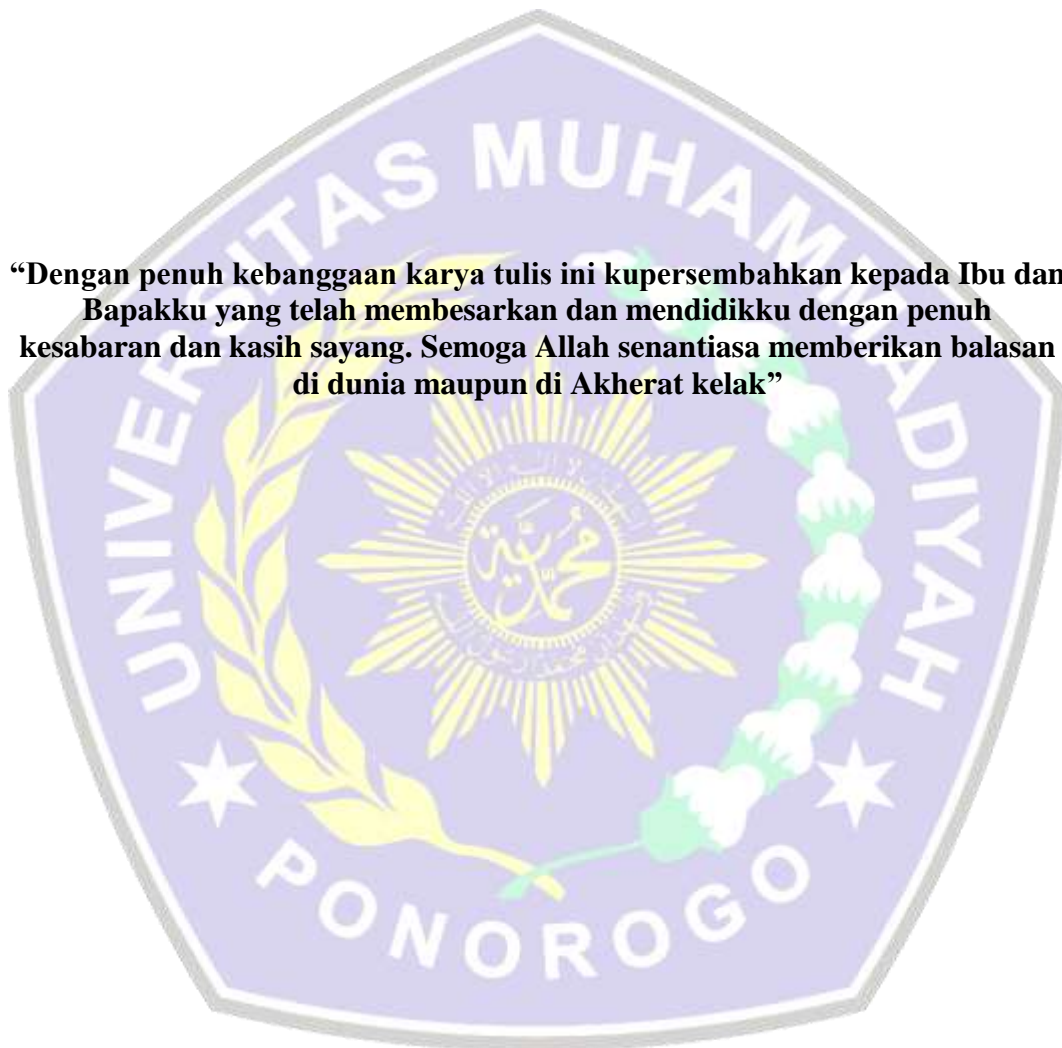 UNIVERSITAS MUHAMMADIYAH
“Dengan penuh kebanggaan karya tulis ini kupersembahkan kepada Ibu dan
Bapakku yang telah membesarkan dan mendidikku dengan penuh
kesabaran dan kasih sayang. Semoga Allah senantiasa memberikan balasan
di dunia maupun di Akherat kelak”
محمدية
PONOROGO